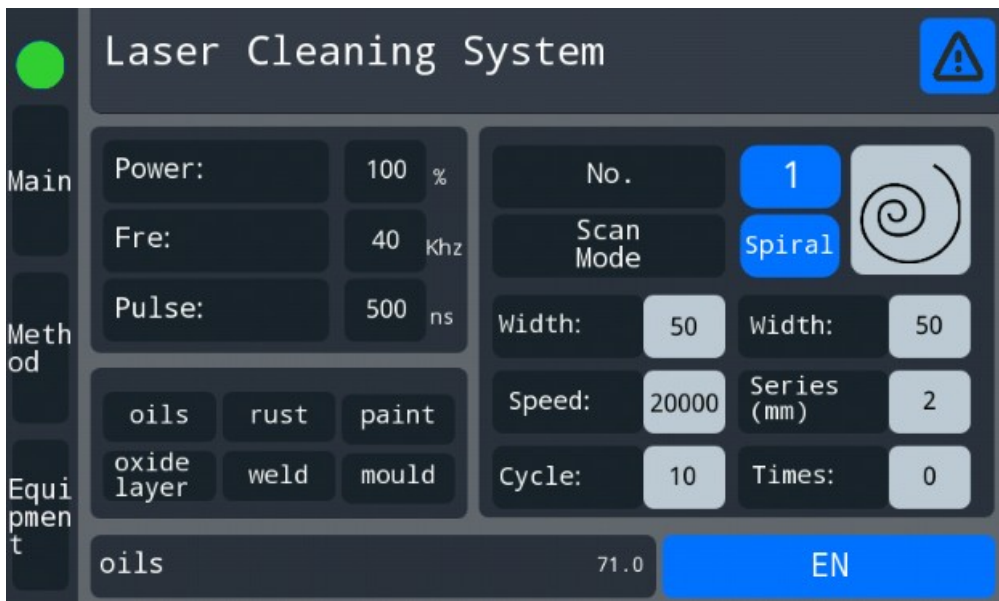 Laser Cleaning System
Main
Meth
od
Equi
pmen
t
Power: 100 %
Fre: 40 Khz
Pulse: 500 ns
oils rust paint
oxide
layer
weld mould
No. 1
Scan
Mode
Spiral
Width: 50 Width: 50
Speed: 20000
Series
(mm)
2
Cycle: 10 Times: 0
oils 71.0
EN